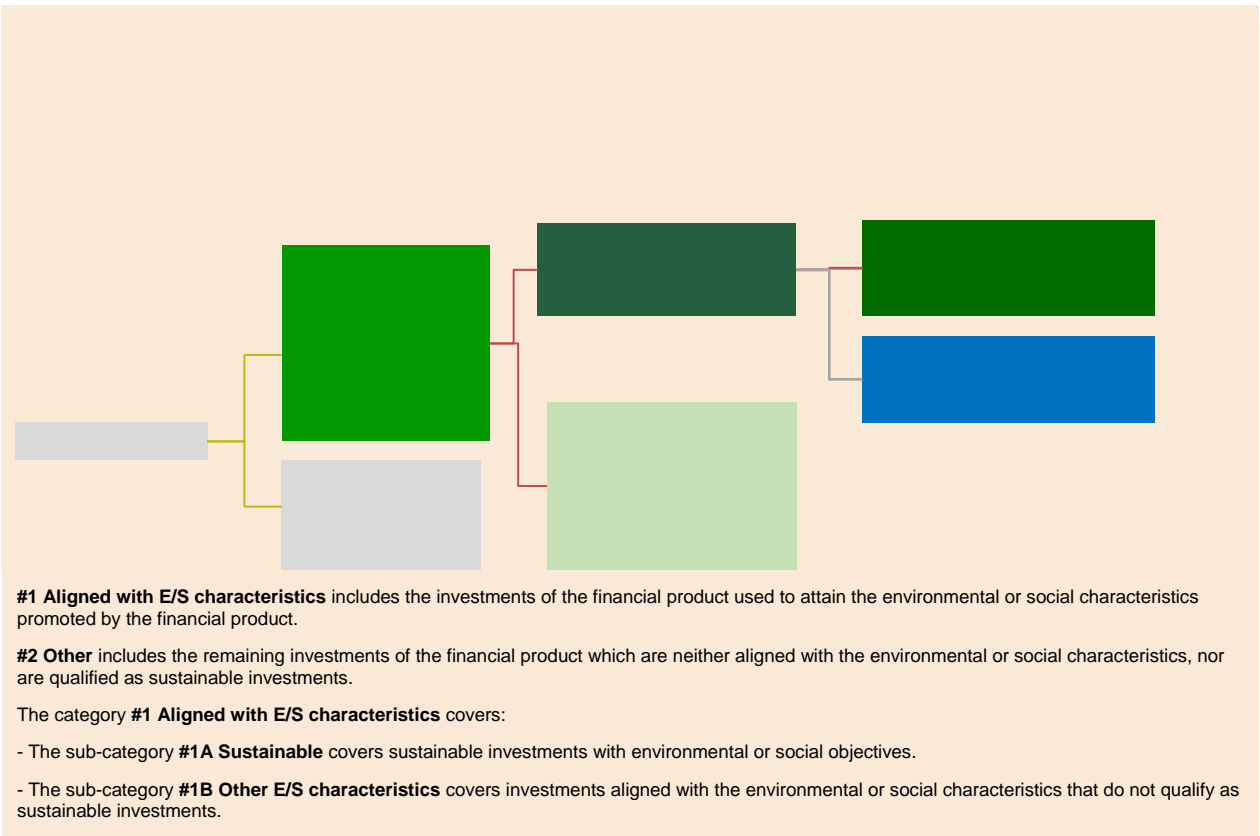 #1 Aligned with E/S characteristics includes the investments of the financial product used to attain the environmental or social characteristics
promoted by the financial product.
#2 Other includes the remaining investments of the financial product which are neither aligned with the environmental or social characteristics, nor
are qualified as sustainable investments.
The category #1 Aligned with E/S characteristics covers:
- The sub-category #1A Sustainable covers sustainable investments with environmental or social objectives.
- The sub-category #1B Other E/S characteristics covers investments aligned with the environmental or social characteristics that do not qualify as
sustainable investments.